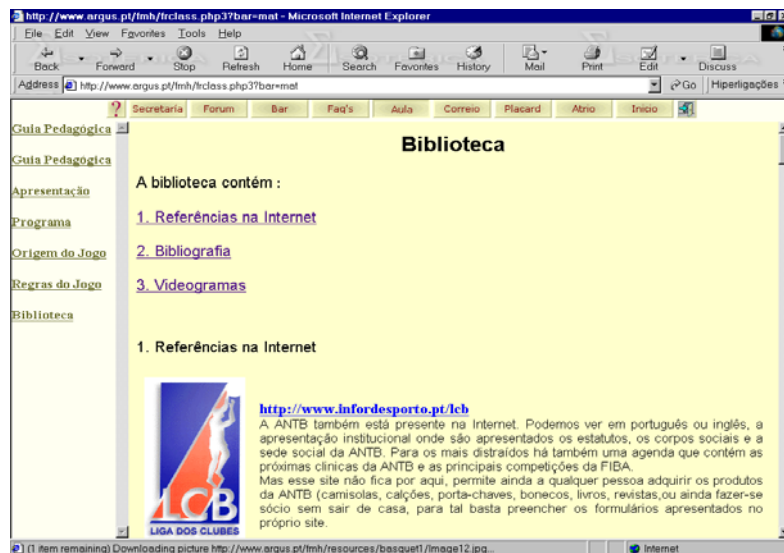 http://www.argus.pt/fmh/frclass.php3?bar=mat - Microsoft Internet Explorer
File Edit View Favorites Tools Help
Back Forward Stop Refresh Home Search Favorites History Mail Print Edit Discuss
Address http://www.argus.pt/fmh/frclass.php3?bar=mat Go Hiperligações
? Secretaria Forum Bar Faq's Aula Correio Placard Atrio Inicio
Guia Pedagógica
Guia Pedagógica
Apresentação
Programa
Origem do Jogo
Regras do Jogo
Biblioteca
Biblioteca
A biblioteca contém :
1. Referências na Internet
2. Bibliografia
3. Videogramas
1. Referências na Internet
LCB
LIGA DOS CLUBES
http://www.infordesporto.pt/lcb
A ANTB também está presente na Internet. Podemos ver em português ou inglês, a
apresentação institucional onde são apresentados os estatutos, os corpos sociais e a
sede social da ANTB. Para os mais distraídos há também uma agenda que contém as
próximas clinicas da ANTB e as principais competições da FIBA.
Mas esse site não fica por aqui, permite ainda a qualquer pessoa adquirir os produtos
da ANTB (camisolas, calções, porta-chaves, bonecos, livros, revistas,ou ainda fazer-se
sócio sem sair de casa, para tal basta preencher os formulários apresentados no
próprio site.
(1 item remaining) Downloading picture http://www.argus.pt/fmh/resources/basquet1/Image12.jpg... Internet